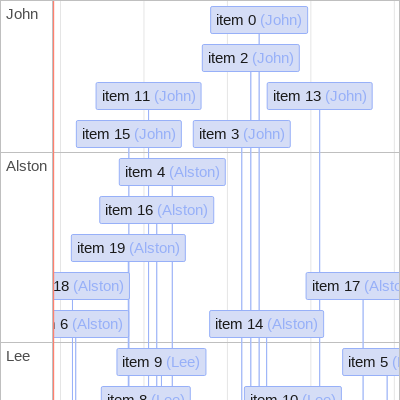 John
item 0 (John)
item 2 (John)
item 11 (John)
item 13 (John)
item 15 (John)
item 3 (John)
Alston
item 4 (Alston)
item 16 (Alston)
item 19 (Alston)
18 (Alston)
item 17 (Alsto
6 (Alston)
item 14 (Alston)
Lee
item 9 (Lee)
item 5 (
item 8 (Lee)
item 10 (Lee)